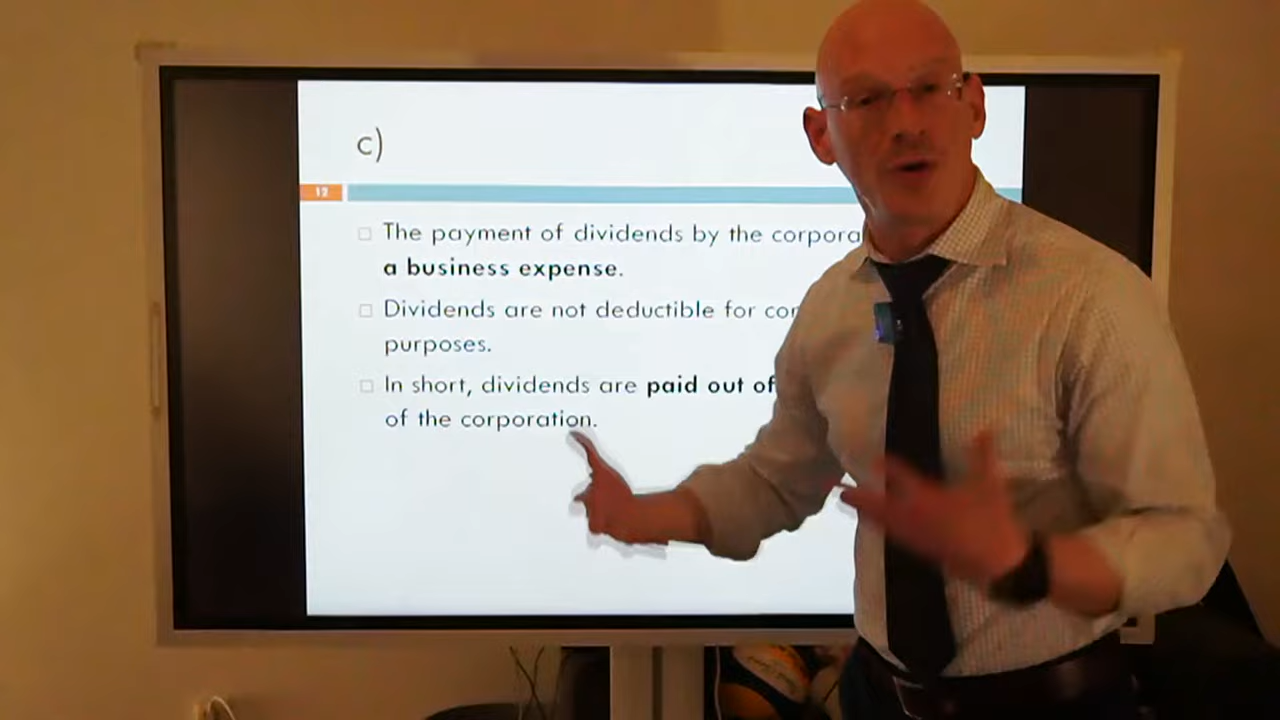 c)
12
The payment of dividends by the corpora
a business expense.
Dividends are not deductible for cor
purposes.
In short, dividends are paid out of
of the corporation.